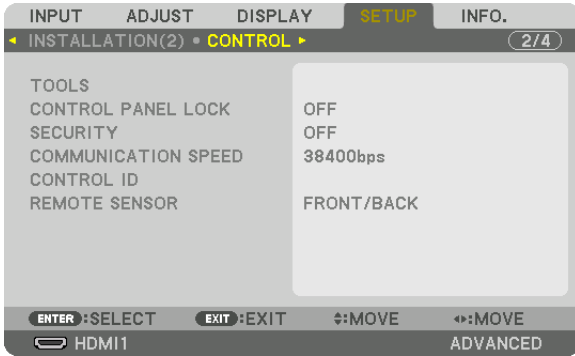 INPUT ADJUST DISPLAY SETUP INFO.
INSTALLATION(2) • CONTROL 2/4
TOOLS
CONTROL PANEL LOCK OFF
SECURITY OFF
COMMUNICATION SPEED 38400bps
CONTROL ID
REMOTE SENSOR FRONT/BACK
ENTER :SELECT EXIT :EXIT :MOVE :MOVE
HDMI1 ADVANCED